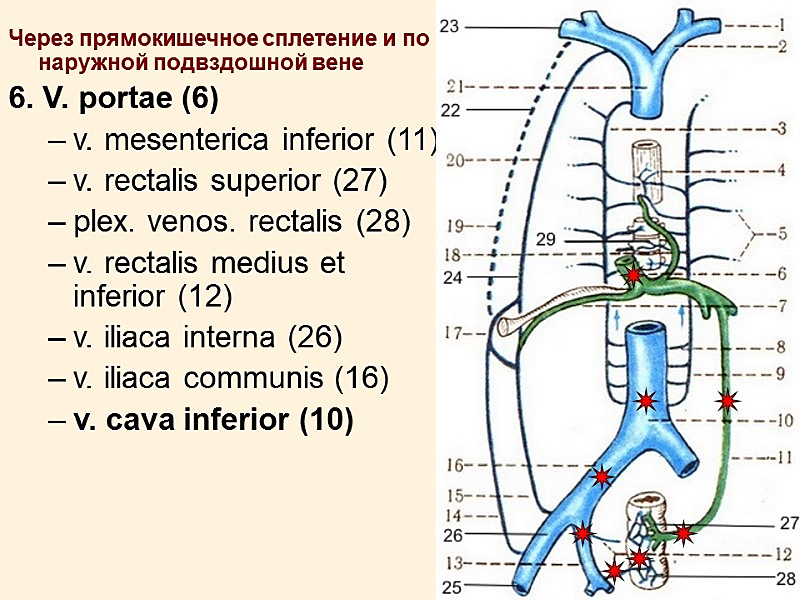 Через прямокишечное сплетение и по
наружной подвздошной вене
6. V. portae (6)
– v. mesenterica inferior (11)
– v. rectalis superior (27)
– plex. venos. rectalis (28)
– v. rectalis medius et
inferior (12)
– v. iliaca interna (26)
– v. iliaca communis (16)
– v. cava inferior (10)
23
1
2
21
22
3
20
4
19
29
5
18
24
6
7
17
8
9
10
16
11
15
14
27
26
12
13
28
25